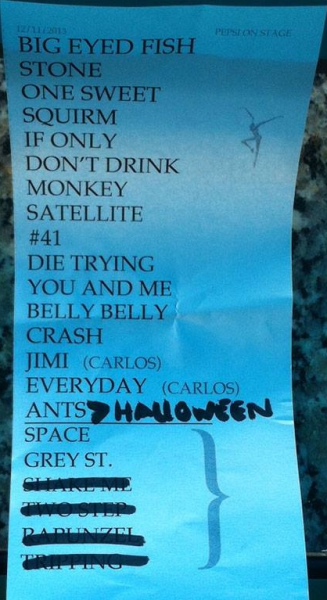 12/11/2013 PEPSI ON STAGE
BIG EYED FISH
STONE
ONE SWEET
SQUIRM
IF ONLY
DON'T DRINK
MONKEY
SATELLITE
#41
DIE TRYING
YOU AND ME
BELLY BELLY
CRASH
JIMI (CARLOS)
EVERYDAY (CARLOS)
ANTS > HALLOWEEN
SPACE
GREY ST.
SHAKE ME
TWO STEP
RAPUNZEL
TRIPPING